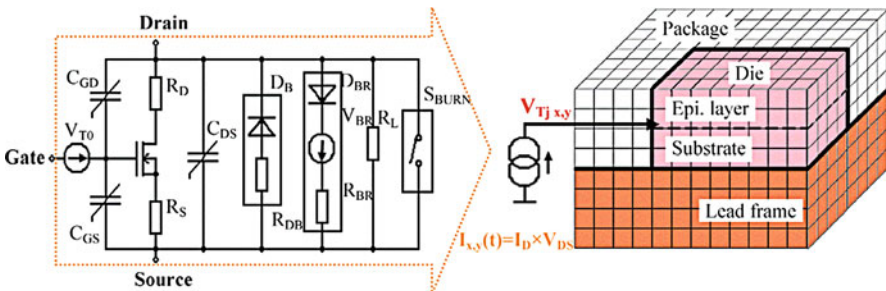 Drain
Gate
Source
C_GD
R_D
V_T0
C_DS
R_S
C_GS
D_B
R_DB
D_BR
V_BR
R_BR
R_L
S_BURN
V_Tj x,y
I_x,y(t)=I_D×V_DS
Package
Die
Epi. layer
Substrate
Lead frame